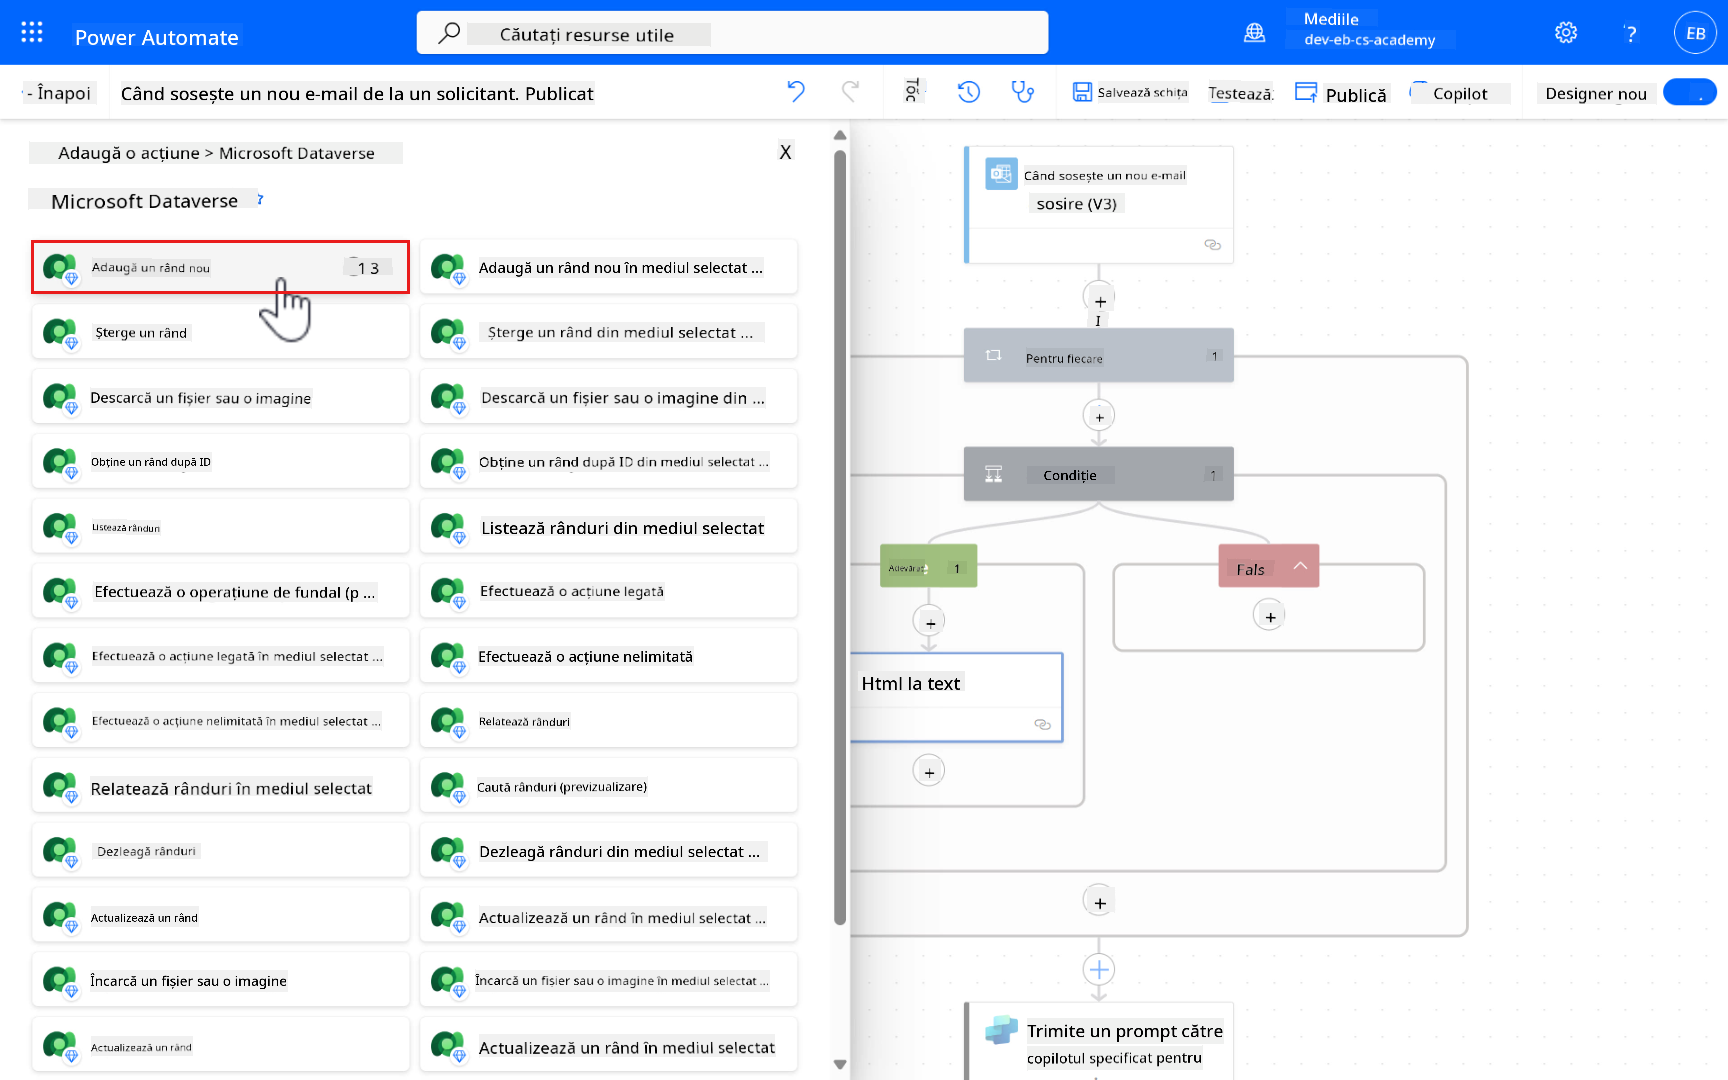 Power Automate
Căutați resurse utile
Mediile
dev-eb-cs-academy
?
EB
- Înapoi
Când sosește un nou e-mail de la un solicitant. Publicat
Toc
Salvează schița
Testează:
Publică
Copilot
Designer nou
Adaugă o acțiune > Microsoft Dataverse
X
Microsoft Dataverse
Adaugă un rând nou
1 3
Adaugă un rând nou în mediul selectat ...
Șterge un rând
Șterge un rând din mediul selectat ...
Descarcă un fișier sau o imagine
Descarcă un fișier sau o imagine din ...
Obține un rând după ID
Obține un rând după ID din mediul selectat ...
Listează rânduri
Listează rânduri din mediul selectat
Efectuează o operațiune de fundal (p ...
Efectuează o acțiune legată
Efectuează o acțiune legată în mediul selectat ...
Efectuează o acțiune nelimitată
Efectuează o acțiune nelimitată în mediul selectat ...
Relatează rânduri
Relatează rânduri în mediul selectat
Caută rânduri (previzualizare)
Dezleagă rânduri
Dezleagă rânduri din mediul selectat ...
Actualizează un rând
Actualizează un rând în mediul selectat ...
Încarcă un fișier sau o imagine
Încarcă un fișier sau o imagine în mediul selectat ...
Actualizează un rând
Actualizează un rând în mediul selectat
Când sosește un nou e-mail
sosire (V3)
+
I
Pentru fiecare
1
+
Condiție
1
1
Fals
+
+
Html la text
+
+
Trimite un prompt către
copilotul specificat pentru